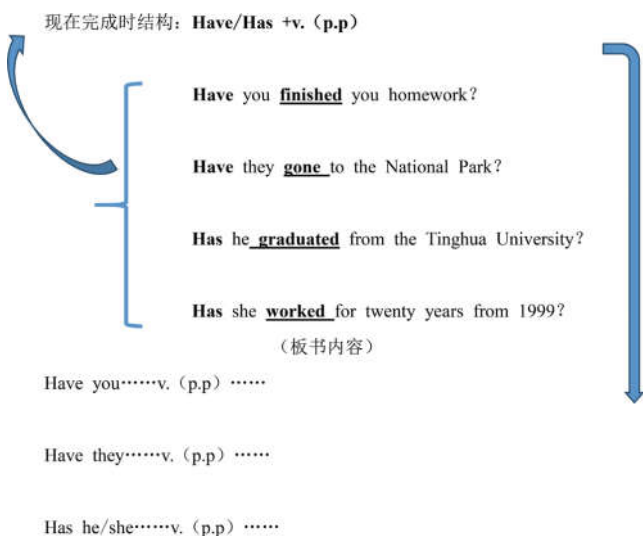 现在完成时结构：Have/Has +v.（p.p）
Have you finished you homework？
Have they gone to the National Park？
Has he graduated from the Tinghua University？
Has she worked for twenty years from 1999？
（板书内容）
Have you……v.（p.p）……
Have they……v.（p.p）……
Has he/she……v.（p.p）……